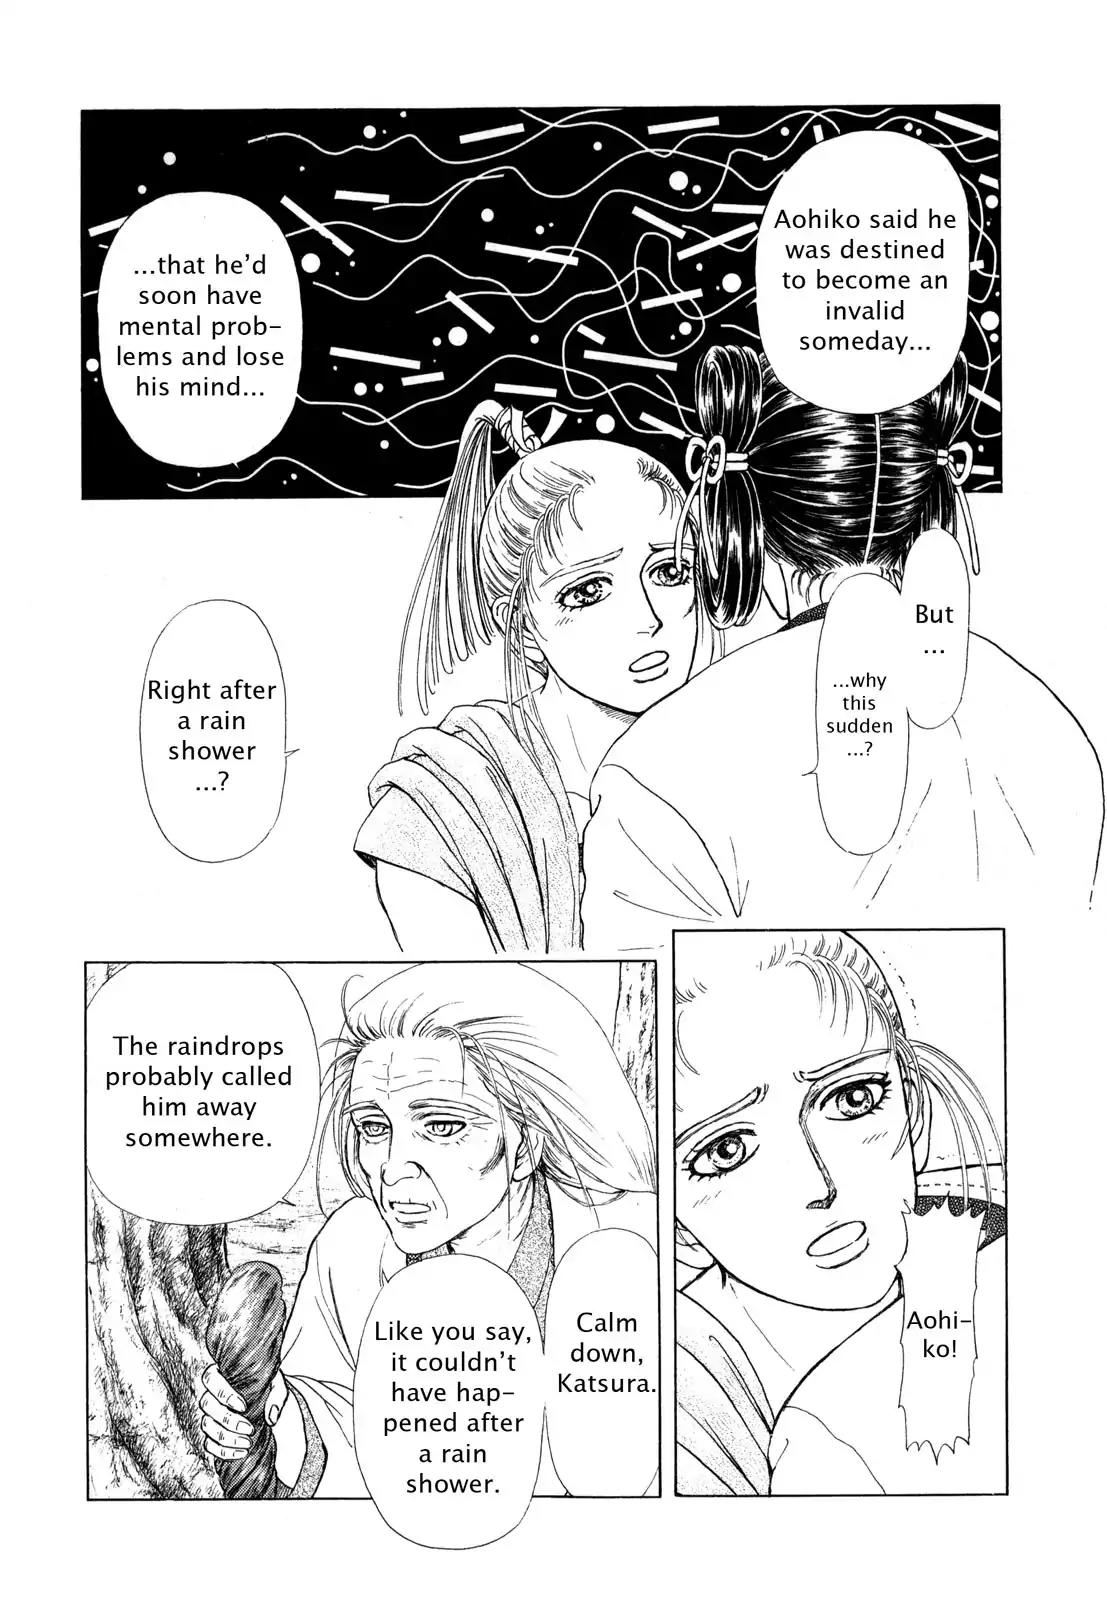 Aohiko said he
was destined
to become an
invalid
someday...
...that he'd
soon have
mental prob-
lems and lose
his mind...
But
...
...why
this
sudden
...?
Right after
a rain
shower
...?
Aohi-
ko!
Calm
down,
Katsura.
Like you say,
it couldn't
have hap-
pened after
a rain
shower.
The raindrops
probably called
him away
somewhere.